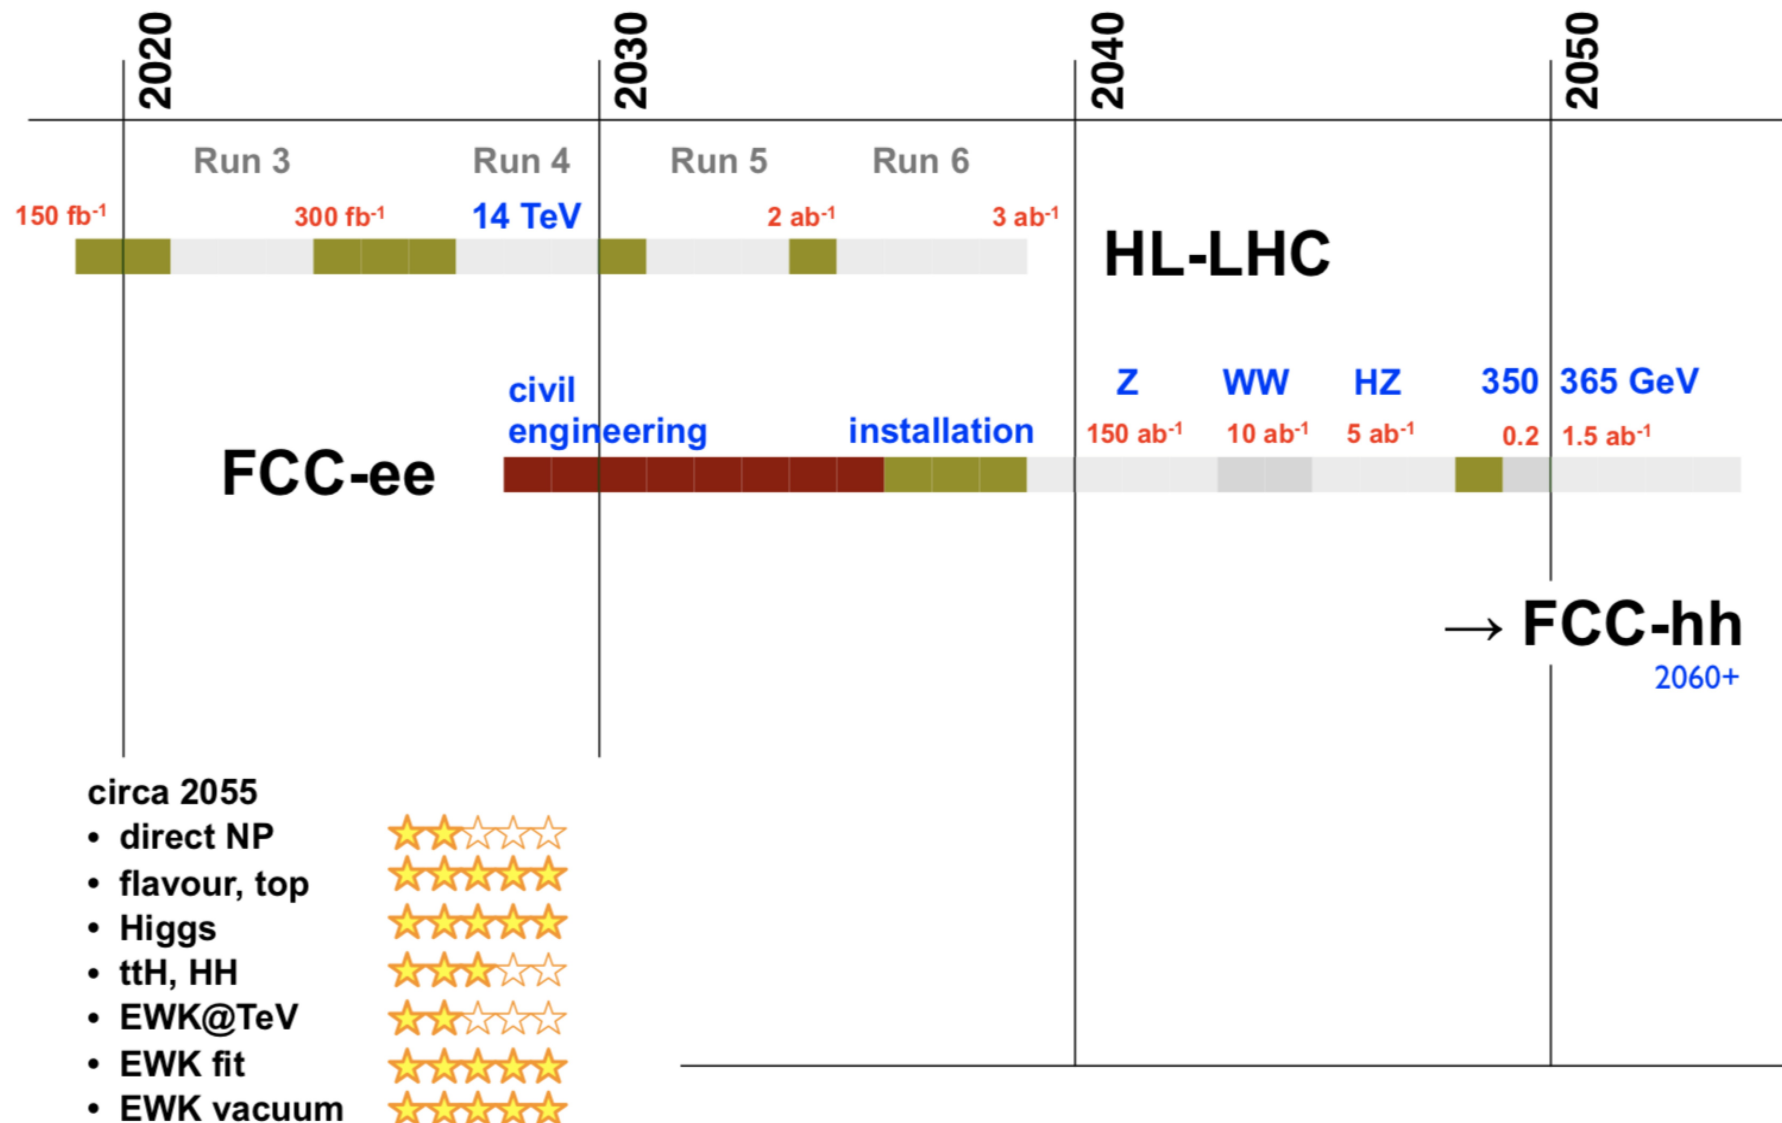 2020 2030 2040 2050
Run 3 Run 4 Run 5 Run 6
150 fb⁻¹ 300 fb⁻¹ 14 TeV 2 ab⁻¹ 3 ab⁻¹
HL-LHC
civil
engineering installation
Z WW HZ 350 365 GeV
150 ab⁻¹ 10 ab⁻¹ 5 ab⁻¹ 0.2 1.5 ab⁻¹
FCC-ee
→ FCC-hh
2060+
circa 2055
• direct NP
• flavour, top
• Higgs
• ttH, HH
• EWK@TeV
• EWK fit
• EWK vacuum